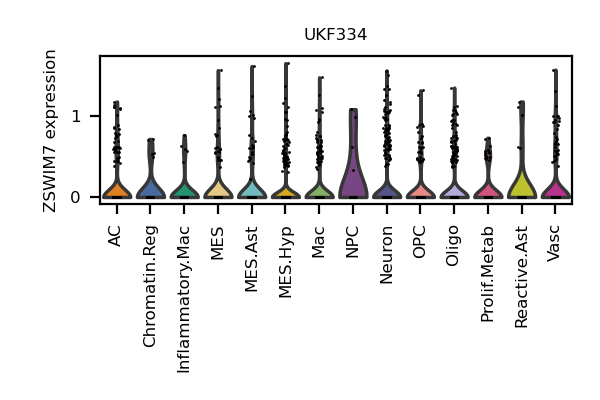 UKF334
ZSWIM7 expression
1
0
AC
Chromatin.Reg
Inflammatory.Mac
MES
MES.Ast
MES.Hyp
Mac
NPC
Neuron
OPC
Oligo
Prolif.Metab
Reactive.Ast
Vasc